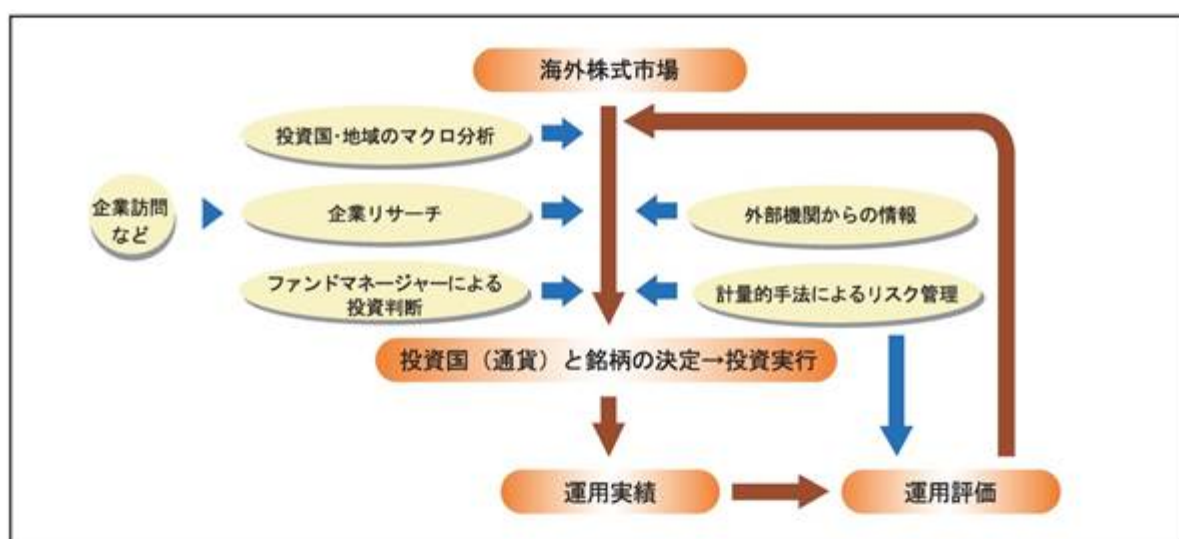 海外株式市場
投資国・地域のマクロ分析
企業訪問
など
企業リサーチ
外部機関からの情報
ファンドマネージャーによる
投資判断
計量的手法によるリスク管理
投資国（通貨）と銘柄の決定→投資実行
運用実績
運用評価